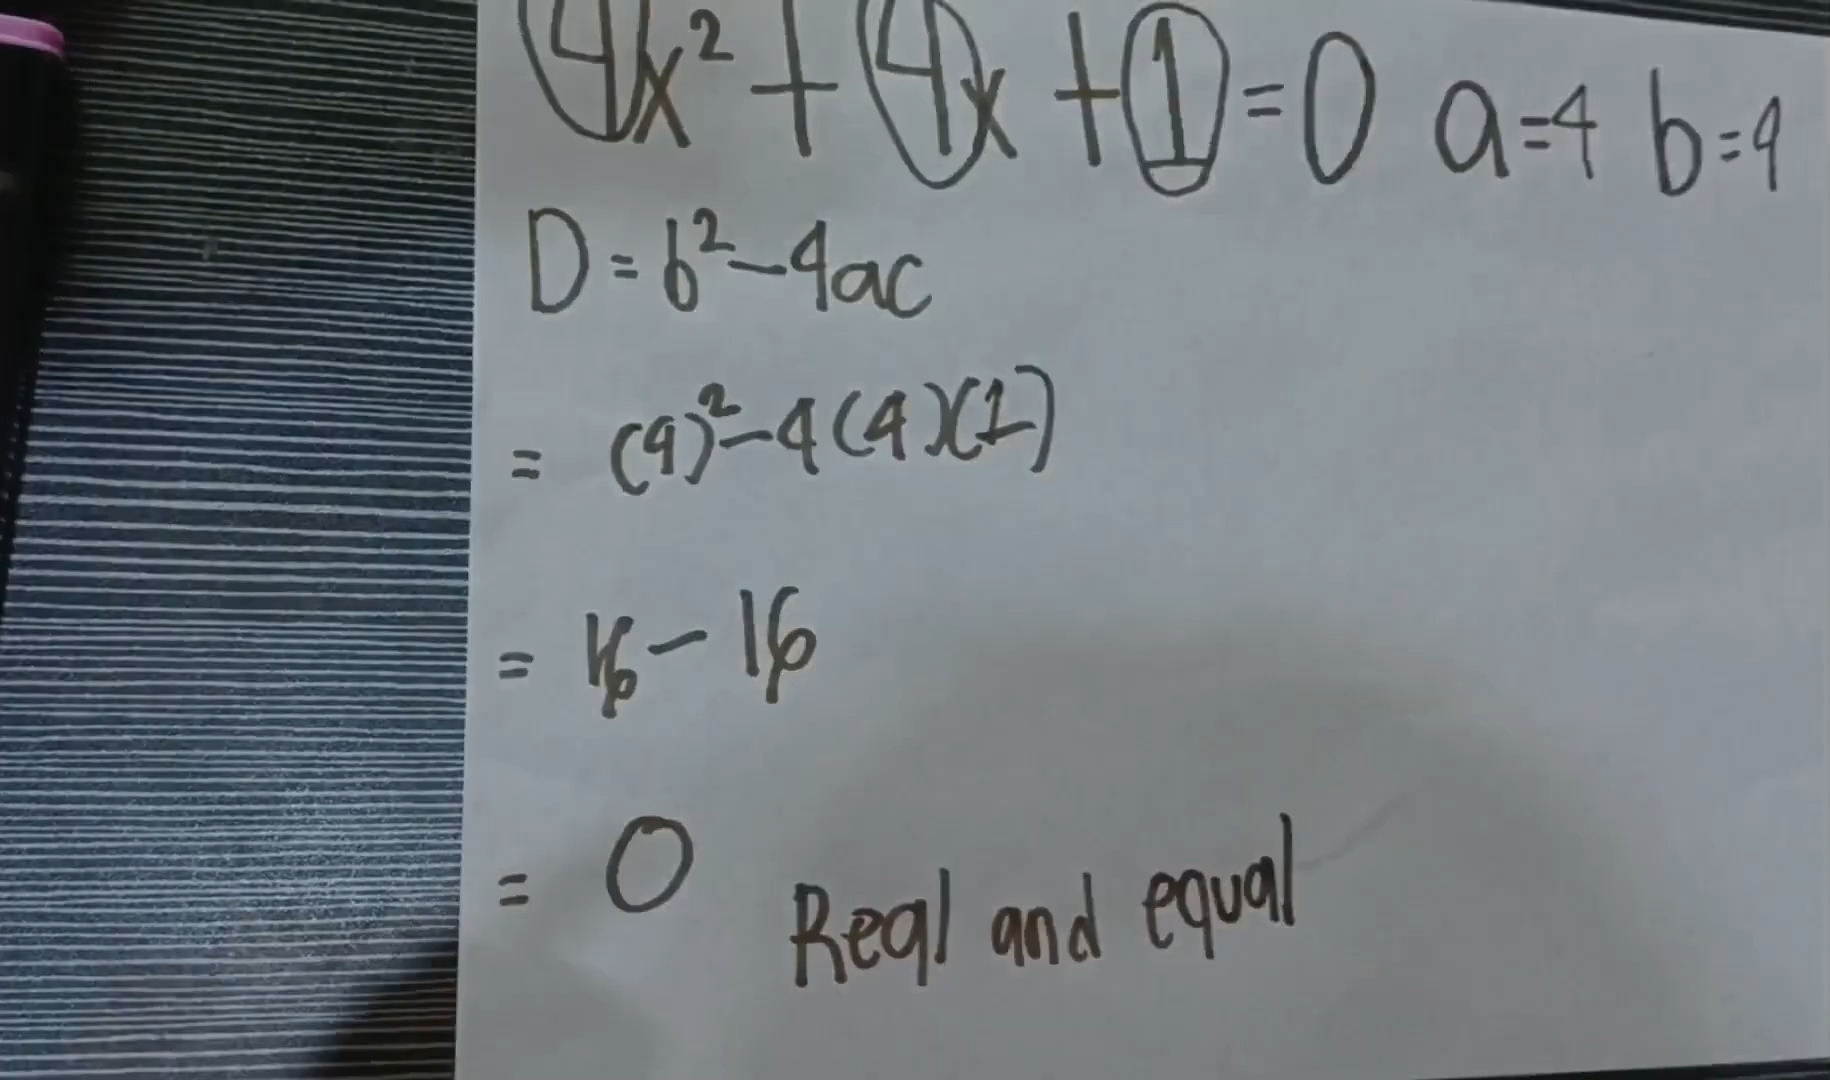 4x² + 4x + 1 = 0 a=4 b=4
D = b² - 4ac
= (4)² - 4(4)(1)
= 16 - 16
= 0 Real and equal